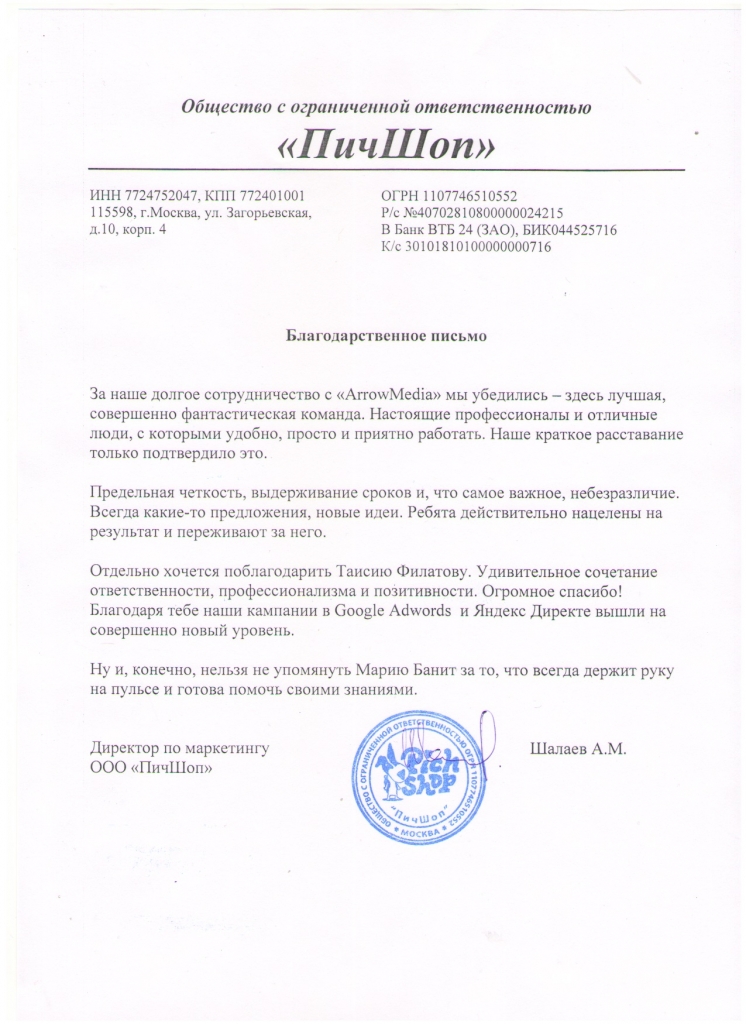 Общество с ограниченной ответственностью
«ПичШоп»
ИНН 7724752047, КПП 772401001
115598, г.Москва, ул. Загорьевская,
д.10, корп. 4
ОГРН 1107746510552
Р/с №40702810800000024215
В Банк ВТБ 24 (ЗАО), БИК044525716
К/с 30101810100000000716
Благодарственное письмо
За наше долгое сотрудничество с «ArrowMedia» мы убедились – здесь лучшая,
совершенно фантастическая команда. Настоящие профессионалы и отличные
люди, с которыми удобно, просто и приятно работать. Наше краткое расставание
только подтвердило это.
Предельная четкость, выдерживание сроков и, что самое важное, небезразличие.
Всегда какие-то предложения, новые идеи. Ребята действительно нацелены на
результат и переживают за него.
Отдельно хочется поблагодарить Таисию Филатову. Удивительное сочетание
ответственности, профессионализма и позитивности. Огромное спасибо!
Благодаря тебе наши кампании в Google Adwords и Яндекс Директе вышли на
совершенно новый уровень.
Ну и, конечно, нельзя не упомянуть Марию Банит за то, что всегда держит руку
на пульсе и готова помочь своими знаниями.
Директор по маркетингу
ООО «ПичШоп»
ОБЩЕСТВО С ОГРАНИЧЕННОЙ ОТВЕТСТВЕННОСТЬЮ ОГРН 1107746510552
Pich
Shop
"ПичШоп"
* МОСКВА *
Шалаев А.М.